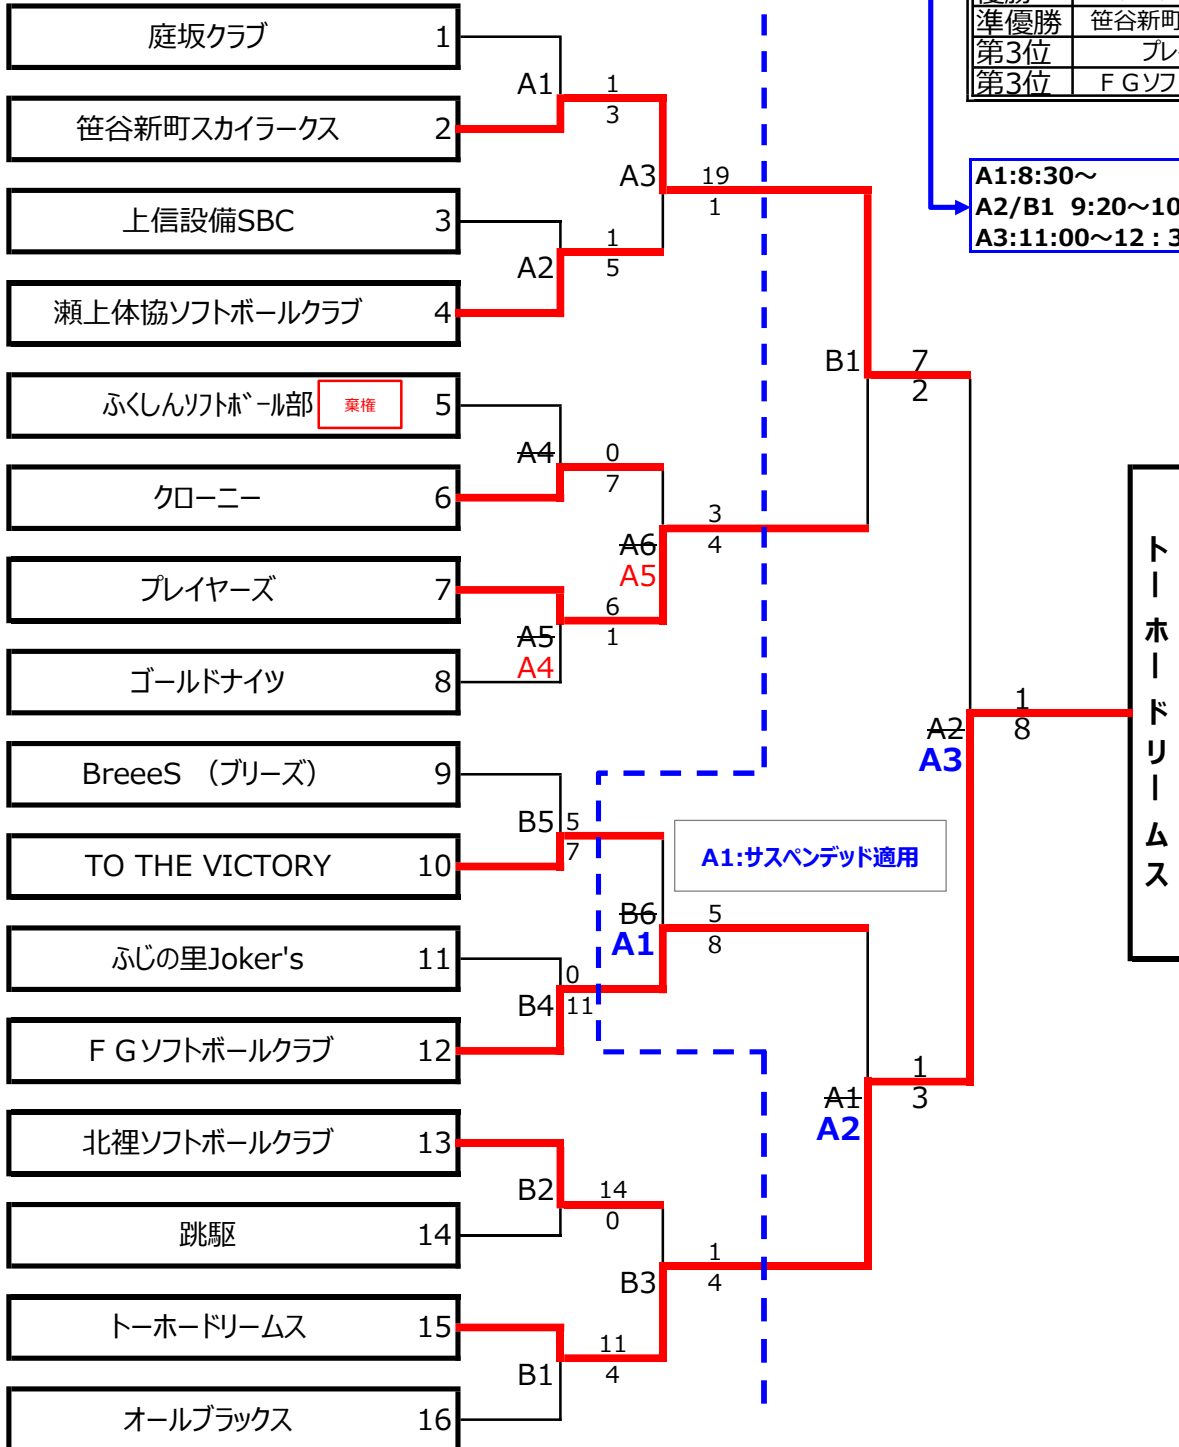 準優勝 笹谷新町
第3位 プレ
第3位 ＦＧソフ
A1:8:30～
A2/B1 9:20～10
A3:11:00～12：3
庭坂クラブ 1
A1 1
3
笹谷新町スカイラークス 2
A3 19
1
上信設備SBC 3
A2 1
5
瀬上体協ソフトボールクラブ 4
B1 7
2
ふくしんソフトボール部 棄権 5
A4 0
7
クローニー 6
A6 3
A5 4
プレイヤーズ 7
A5 6
A4 1
ゴールドナイツ 8
A2 1
A3 8
トーホードリームス
BreeeS （ブリーズ） 9
B5 5
7
TO THE VICTORY 10
A1:サスペンデッド適用
B6 5
A1 8
ふじの里Joker's 11
B4 0
11
ＦＧソフトボールクラブ 12
A1 1
A2 3
北裡ソフトボールクラブ 13
B2 14
0
跳駆 14
B3 1
4
トーホードリームス 15
B1 11
4
オールブラックス 16